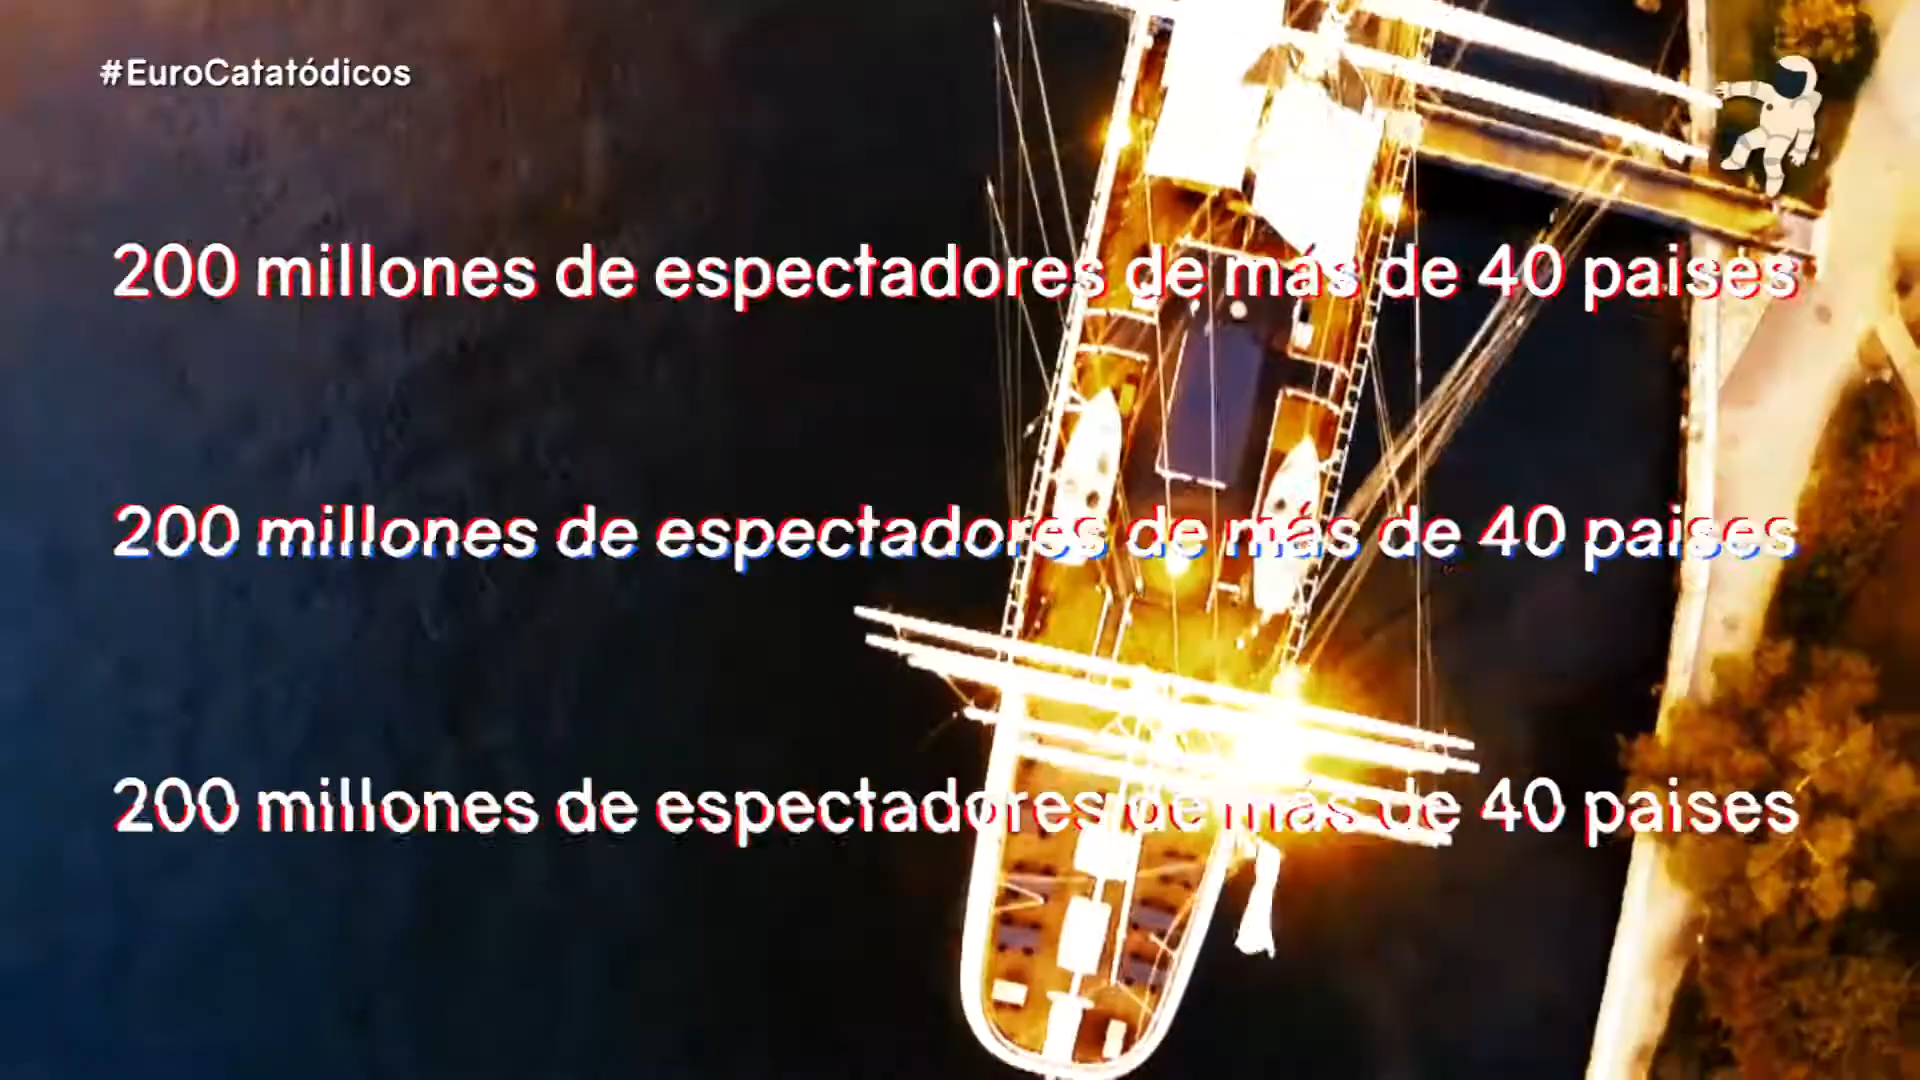 #EuroCatatódicos
200 millones de espectadores de más de 40 paises
200 millones de espectadores de más de 40 paises
200 millones de espectadores de más de 40 paises